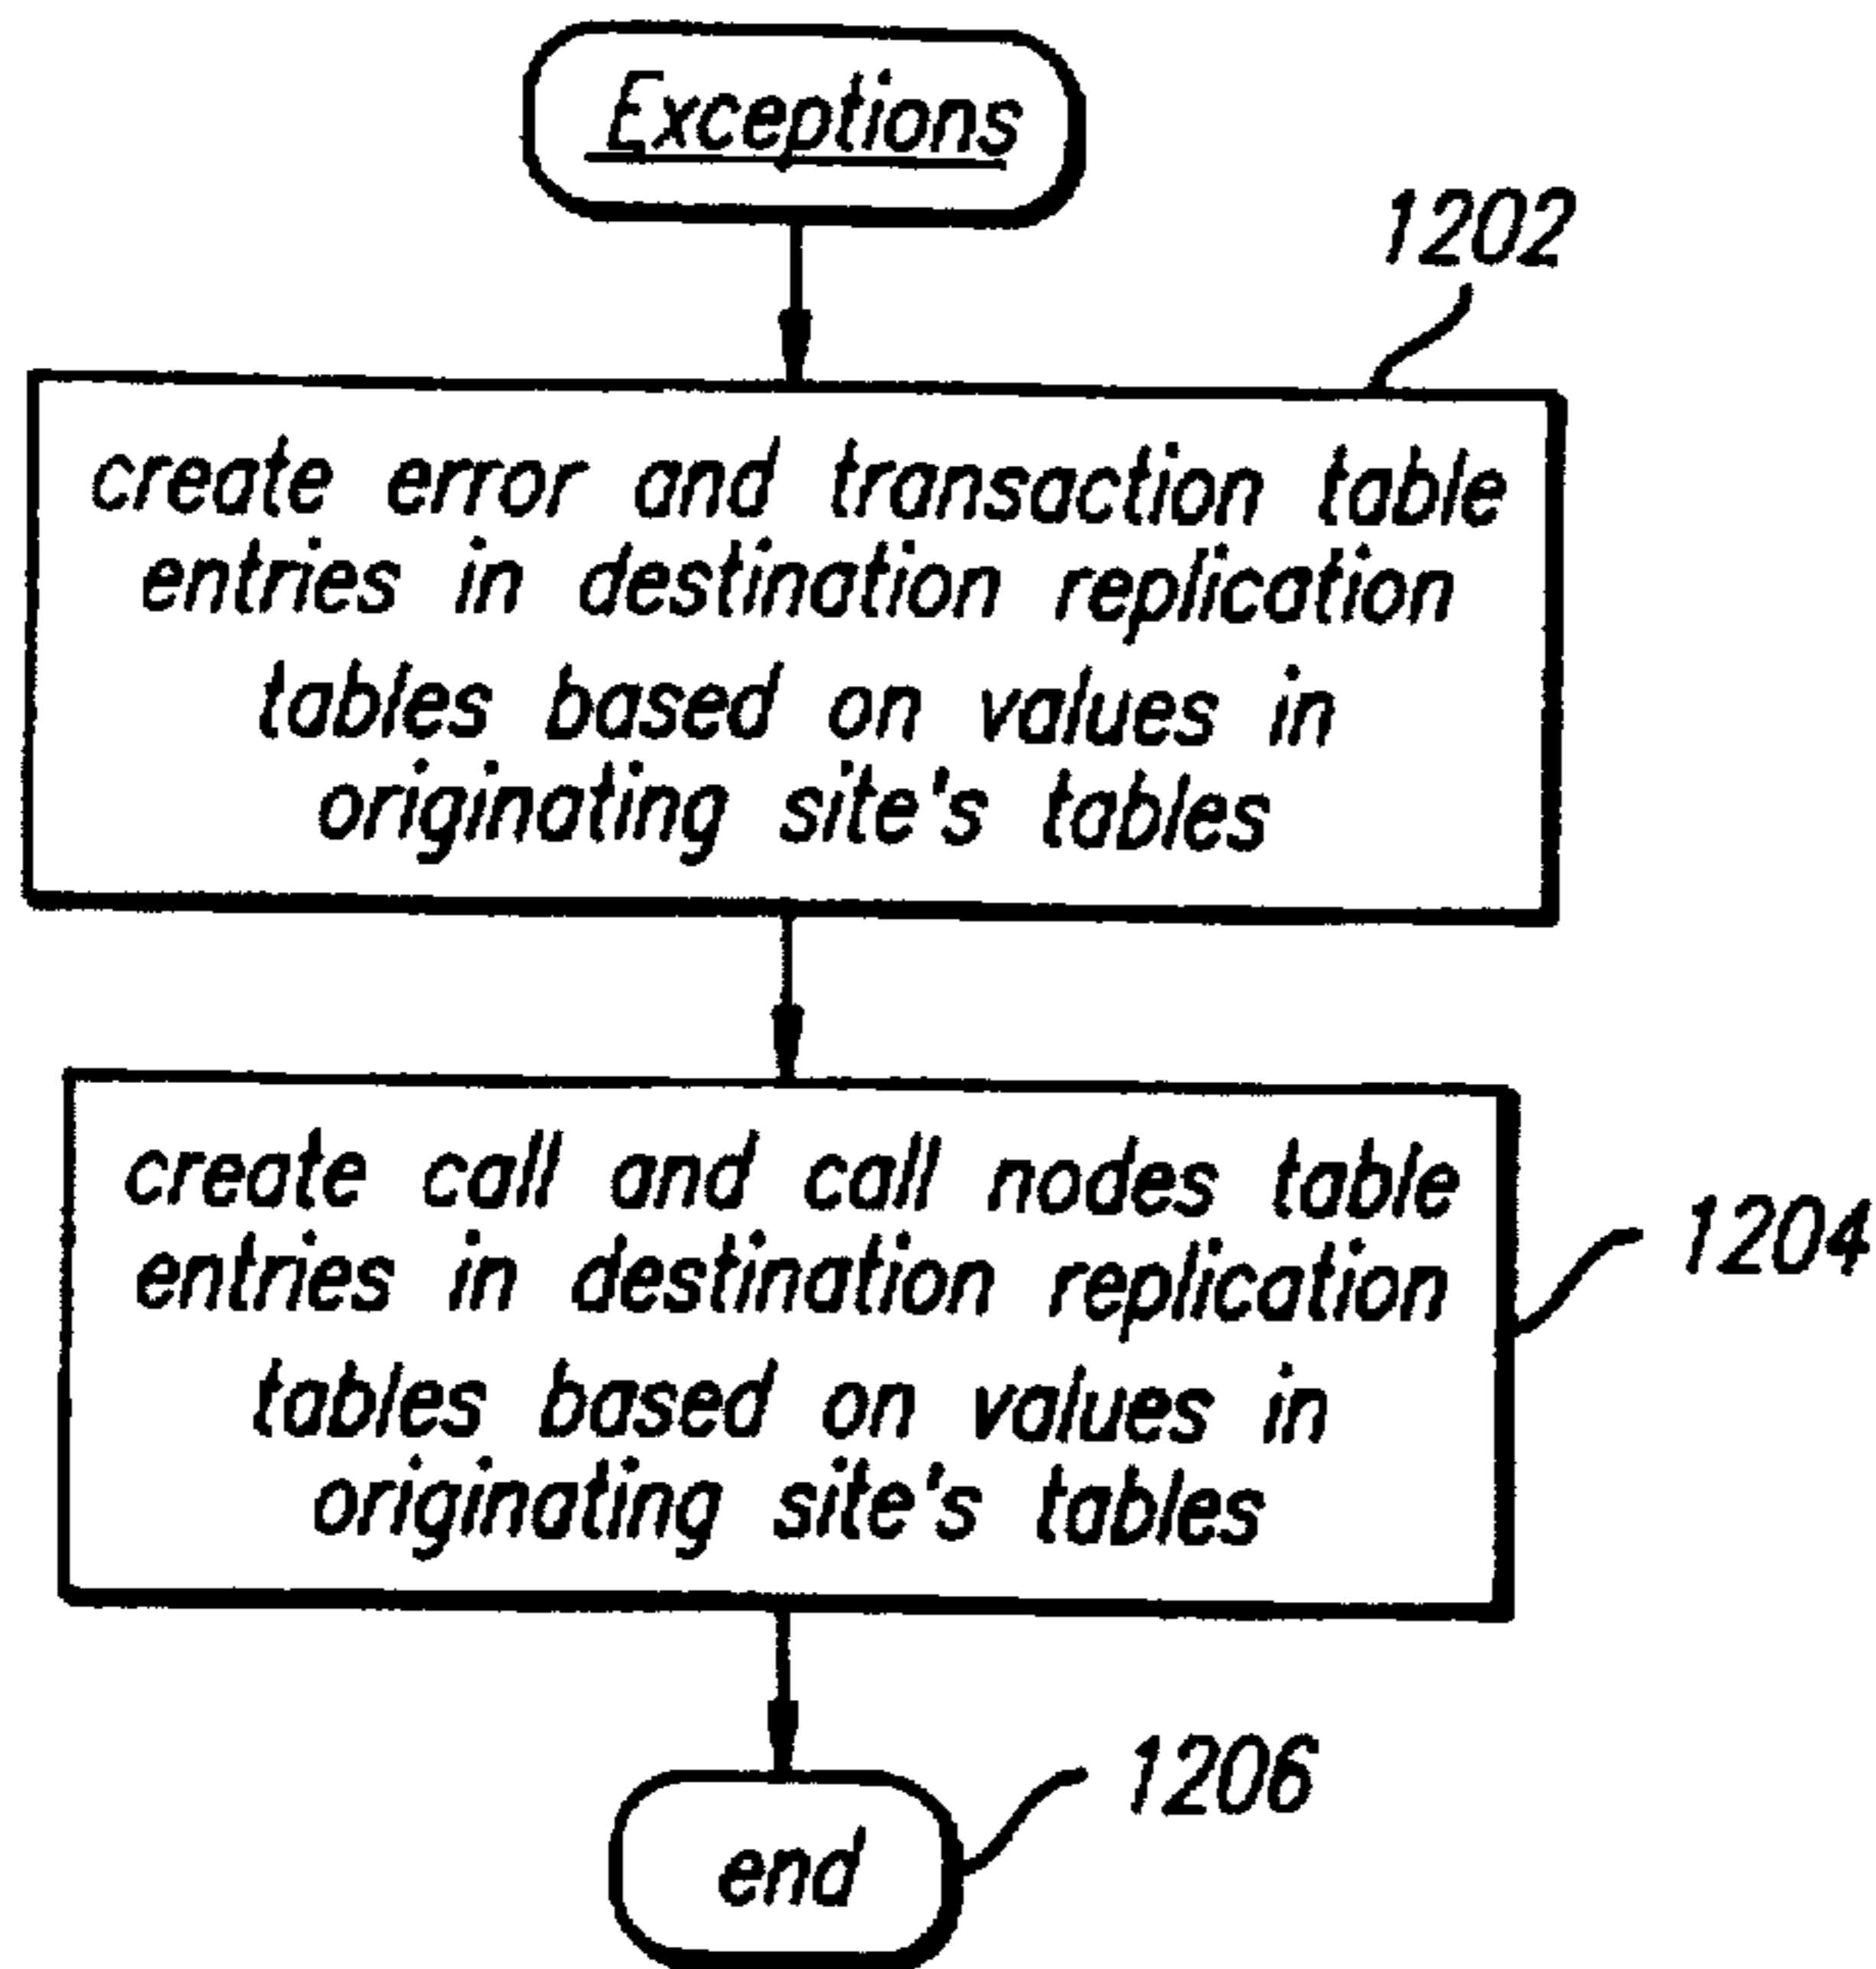 Exceptions
1202
create error and transaction table
entries in destination replication
tables based on values in
originating site's tables
create call and call nodes table
entries in destination replication
tables based on values in
originating site's tables
1204
1206
end